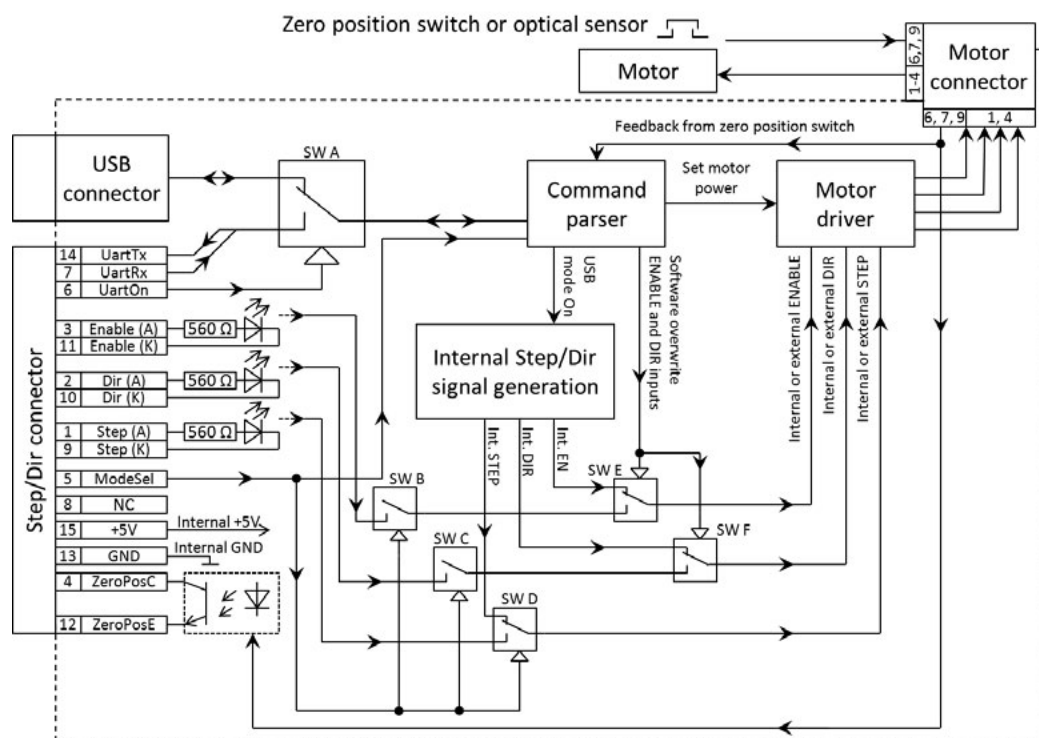 Zero position switch or optical sensor
6,7, 9
1-4
Motor
connector
Motor
6, 7, 9
1, 4
Feedback from zero position switch
USB
connector
SW A
Command
parser
Set motor
power
Motor
driver
Step/Dir connector
14 UartTx
7 UartRx
6 UartOn
3 Enable (A) 560 Ω
11 Enable (K)
2 Dir (A) 560 Ω
10 Dir (K)
1 Step (A) 560 Ω
9 Step (K)
5 ModeSel
8 NC
15 +5V Internal +5V
13 GND Internal GND
4 ZeroPosC
12 ZeroPosE
USB
mode On
Software overwrite
ENABLE and DIR inputs
Internal or external ENABLE
Internal or external DIR
Internal or external STEP
Internal Step/Dir
signal generation
Int. STEP
Int. DIR
Int. EN
SW B
SW E
SW C
SW F
SW D